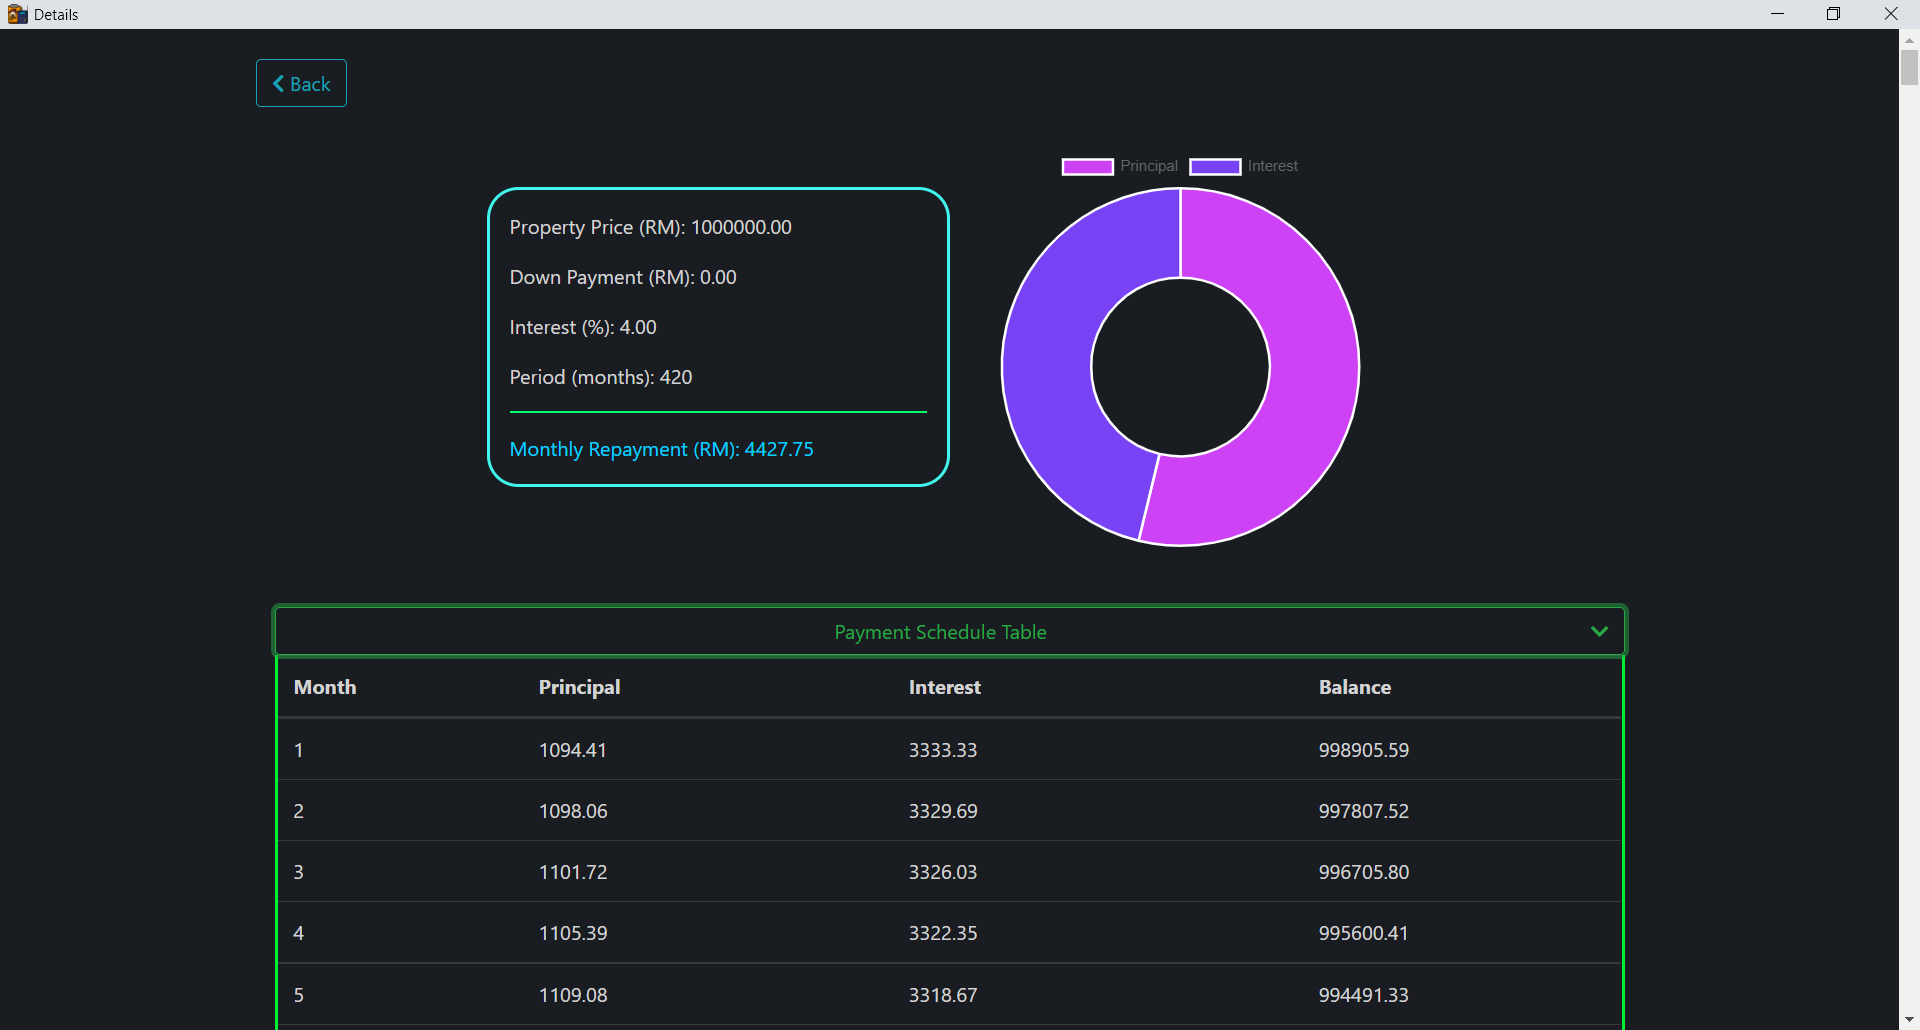 Details
Back
Principal Interest
Property Price (RM): 1000000.00
Down Payment (RM): 0.00
Interest (%): 4.00
Period (months): 420
Monthly Repayment (RM): 4427.75
Payment Schedule Table
Month Principal Interest Balance
1 1094.41 3333.33 998905.59
2 1098.06 3329.69 997807.52
3 1101.72 3326.03 996705.80
4 1105.39 3322.35 995600.41
5 1109.08 3318.67 994491.33